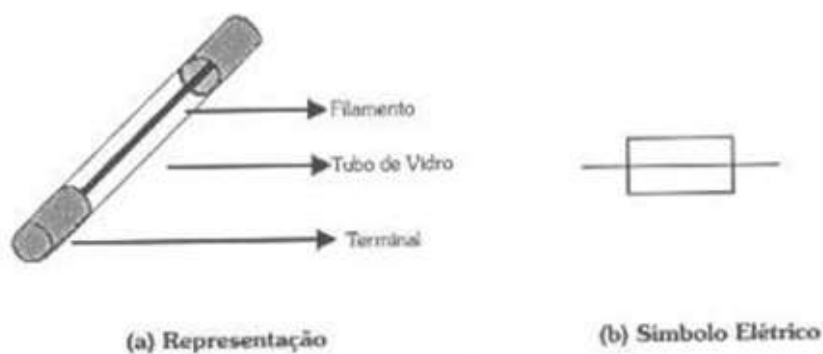 Filamento
Tubo de Vidro
Terminal
(a) Representação
(b) Símbolo Elétrico